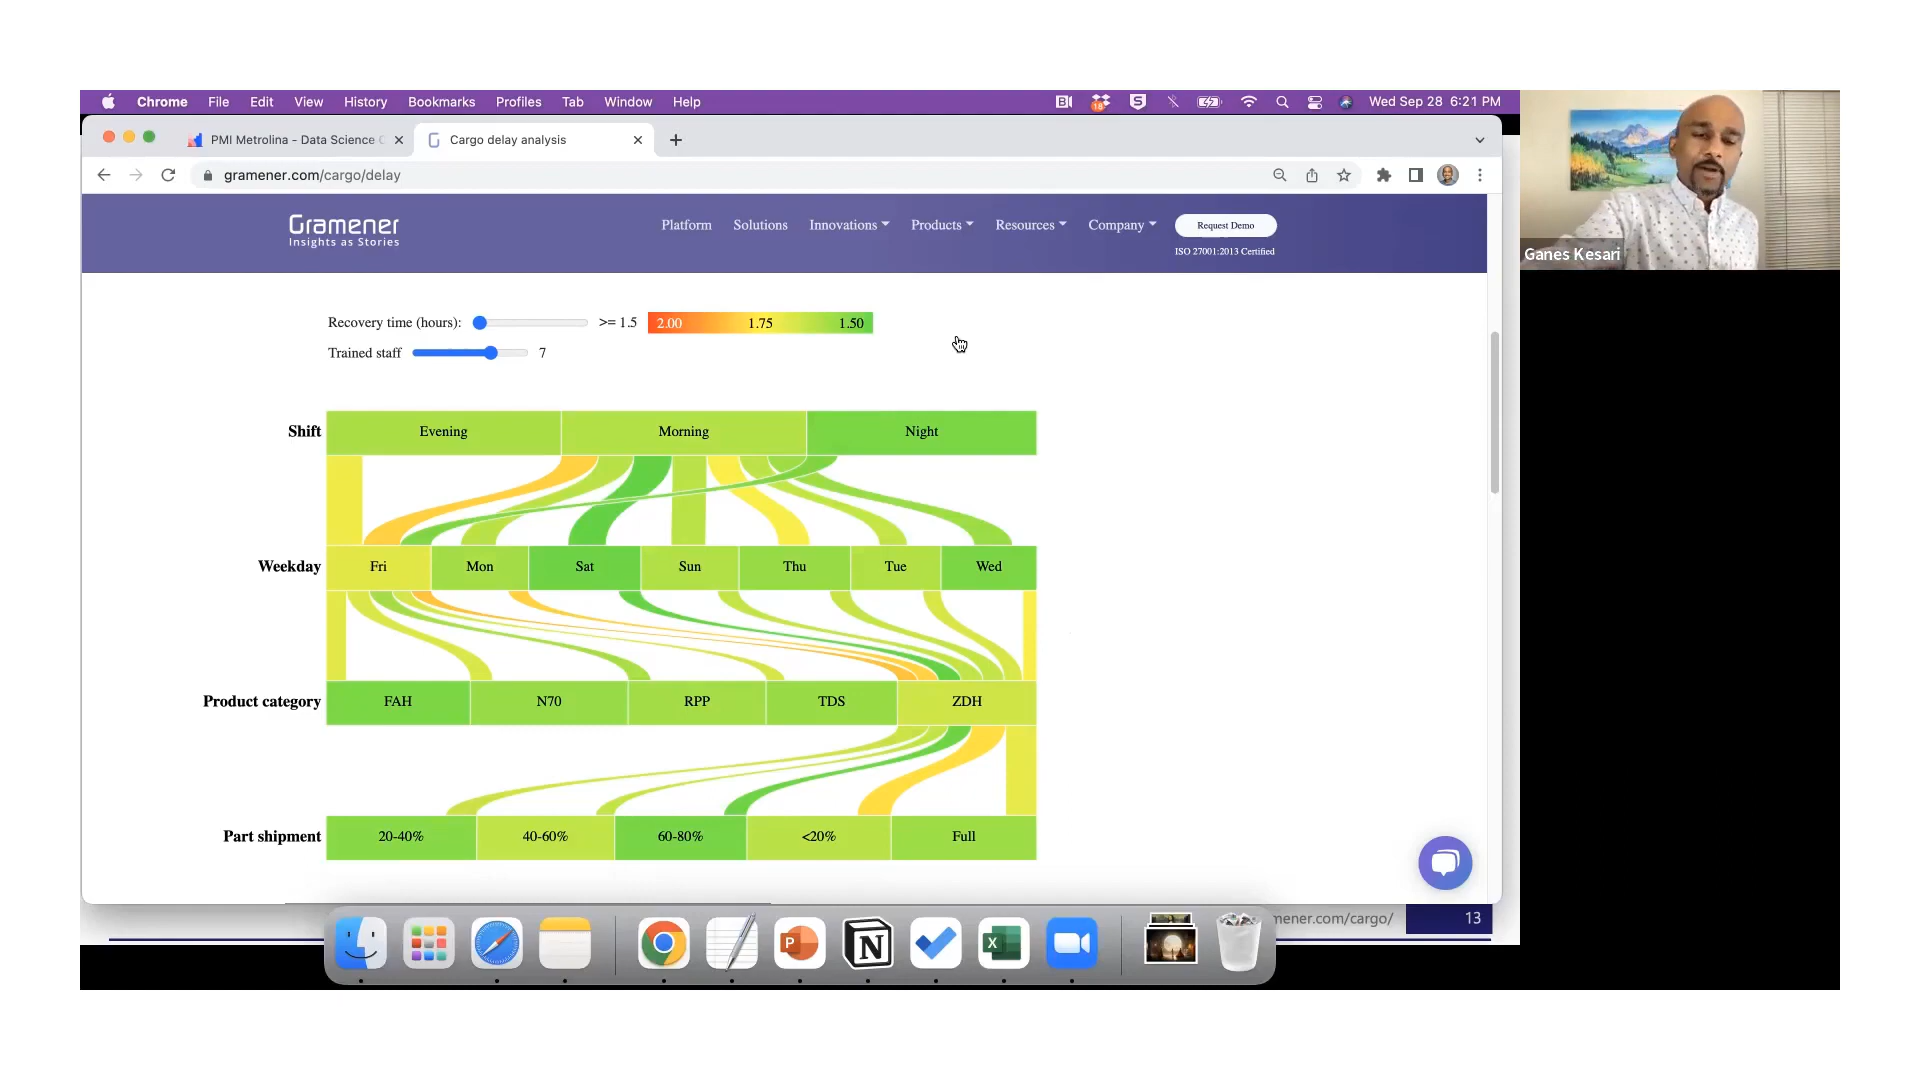 Chrome File Edit View History Bookmarks Profiles Tab Window Help
18
Wed Sep 28 6:21 PM
PMI Metrolina - Data Science
Cargo delay analysis
gramener.com/cargo/delay
Gramener
Insights as Stories
Platform Solutions Innovations Products Resources Company Request Demo
ISO 27001:2013 Certified
Ganes Kesari
Recovery time (hours): >= 1.5 2.00 1.75 1.50
Trained staff 7
Shift Evening Morning Night
Weekday Fri Mon Sat Sun Thu Tue Wed
Product category FAH N70 RPP TDS ZDH
Part shipment 20-40% 40-60% 60-80% <20% Full
mener.com/cargo/ 13